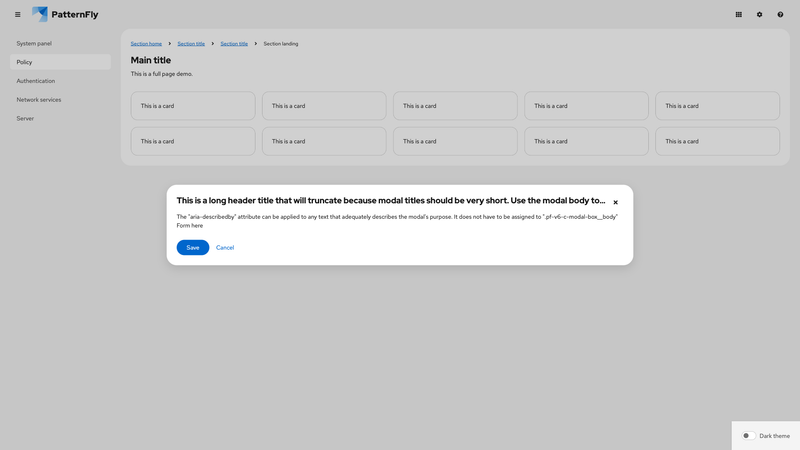 PatternFly
System panel
Policy
Authentication
Network services
Server
Section home
Section title
Section title
Section landing
Main title
This is a full page demo.
This is a card
This is a card
This is a card
This is a card
This is a card
This is a card
This is a card
This is a card
This is a card
This is a card
This is a long header title that will truncate because modal titles should be very short. Use the modal body to...
The "aria-describedby" attribute can be applied to any text that adequately describes the modal's purpose. It does not have to be assigned to ".pf-v6-c-modal-box__body"
Form here
Save
Cancel
Dark theme